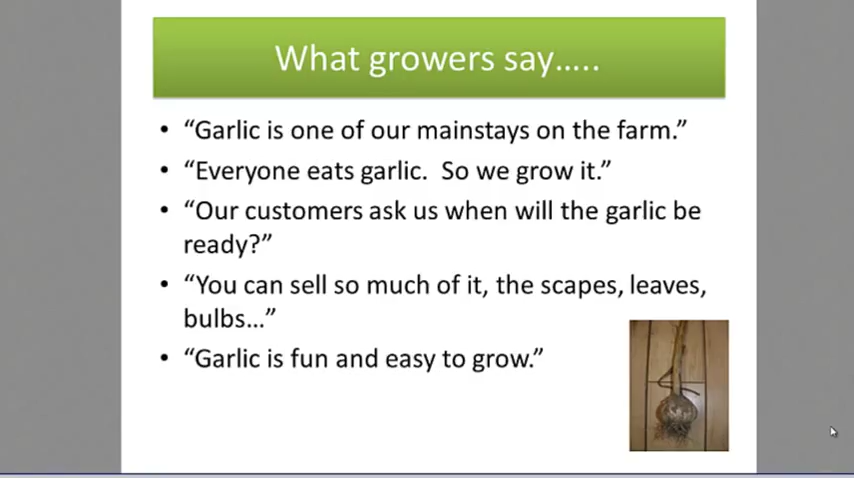 What growers say…..
• “Garlic is one of our mainstays on the farm.”
• “Everyone eats garlic.  So we grow it.”
• “Our customers ask us when will the garlic be
ready?”
• “You can sell so much of it, the scapes, leaves,
bulbs…”
• “Garlic is fun and easy to grow.”